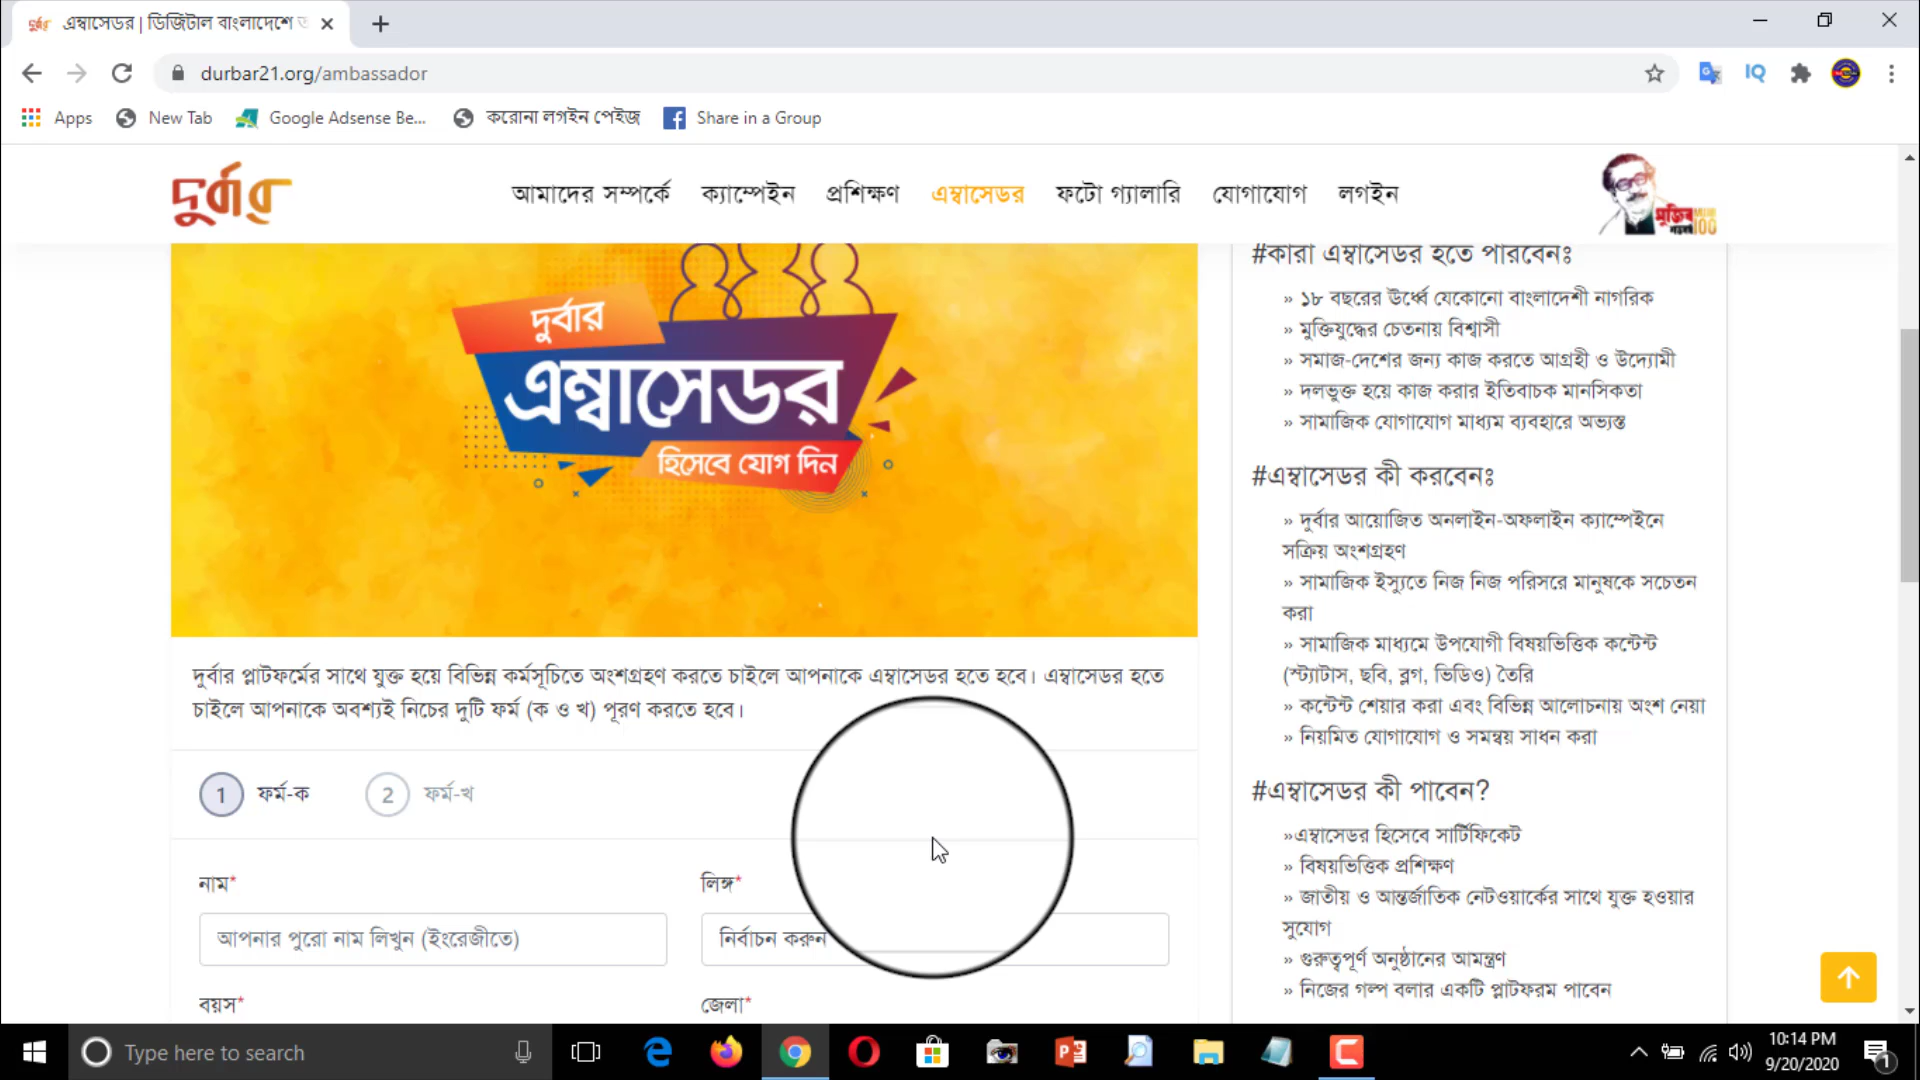 এম্বাসেডর | ডিজিটাল বাংলাদেশে
durbar21.org/ambassador
IQ
Apps
New Tab
Google Adsense Be...
করোনা লগইন পেইজ
Share in a Group
দুর্বার
আমাদের সম্পর্কে
ক্যাম্পেইন
প্রশিক্ষণ
এম্বাসেডর
ফটো গ্যালারি
যোগাযোগ
লগইন
মুজিব
100
দুর্বার
এম্বাসেডর
হিসেবে যোগ দিন
দুর্বার প্লাটফর্মের সাথে যুক্ত হয়ে বিভিন্ন কর্মসূচিতে অংশগ্রহণ করতে চাইলে আপনাকে এম্বাসেডর হতে হবে। এম্বাসেডর হতে
চাইলে আপনাকে অবশ্যই নিচের দুটি ফর্ম (ক ও খ) পূরণ করতে হবে।
1 ফর্ম-ক
2 ফর্ম-খ
নাম*
লিঙ্গ*
আপনার পুরো নাম লিখুন (ইংরেজীতে)
নির্বাচন করুন
বয়স*
জেলা*
#কারা এম্বাসেডর হতে পারবেনঃ
» ১৮ বছরের উর্ধ্বে যেকোনো বাংলাদেশী নাগরিক
» মুক্তিযুদ্ধের চেতনায় বিশ্বাসী
» সমাজ-দেশের জন্য কাজ করতে আগ্রহী ও উদ্যোমী
» দলভুক্ত হয়ে কাজ করার ইতিবাচক মানসিকতা
» সামাজিক যোগাযোগ মাধ্যম ব্যবহারে অভ্যস্ত
#এম্বাসেডর কী করবেনঃ
» দুর্বার আয়োজিত অনলাইন-অফলাইন ক্যাম্পেইনে
সক্রিয় অংশগ্রহণ
» সামাজিক ইস্যুতে নিজ নিজ পরিসরে মানুষকে সচেতন
করা
» সামাজিক মাধ্যমে উপযোগী বিষয়ভিত্তিক কন্টেন্ট
(স্ট্যাটাস, ছবি, ব্লগ, ভিডিও) তৈরি
» কন্টেন্ট শেয়ার করা এবং বিভিন্ন আলোচনায় অংশ নেয়া
» নিয়মিত যোগাযোগ ও সমন্বয় সাধন করা
#এম্বাসেডর কী পাবেন?
»এম্বাসেডর হিসেবে সার্টিফিকেট
» বিষয়ভিত্তিক প্রশিক্ষণ
» জাতীয় ও আন্তর্জাতিক নেটওয়ার্কের সাথে যুক্ত হওয়ার
সুযোগ
» গুরুত্বপূর্ণ অনুষ্ঠানের আমন্ত্রণ
» নিজের গল্প বলার একটি প্লাটফরম পাবেন
Type here to search
10:14 PM
9/20/2020
1